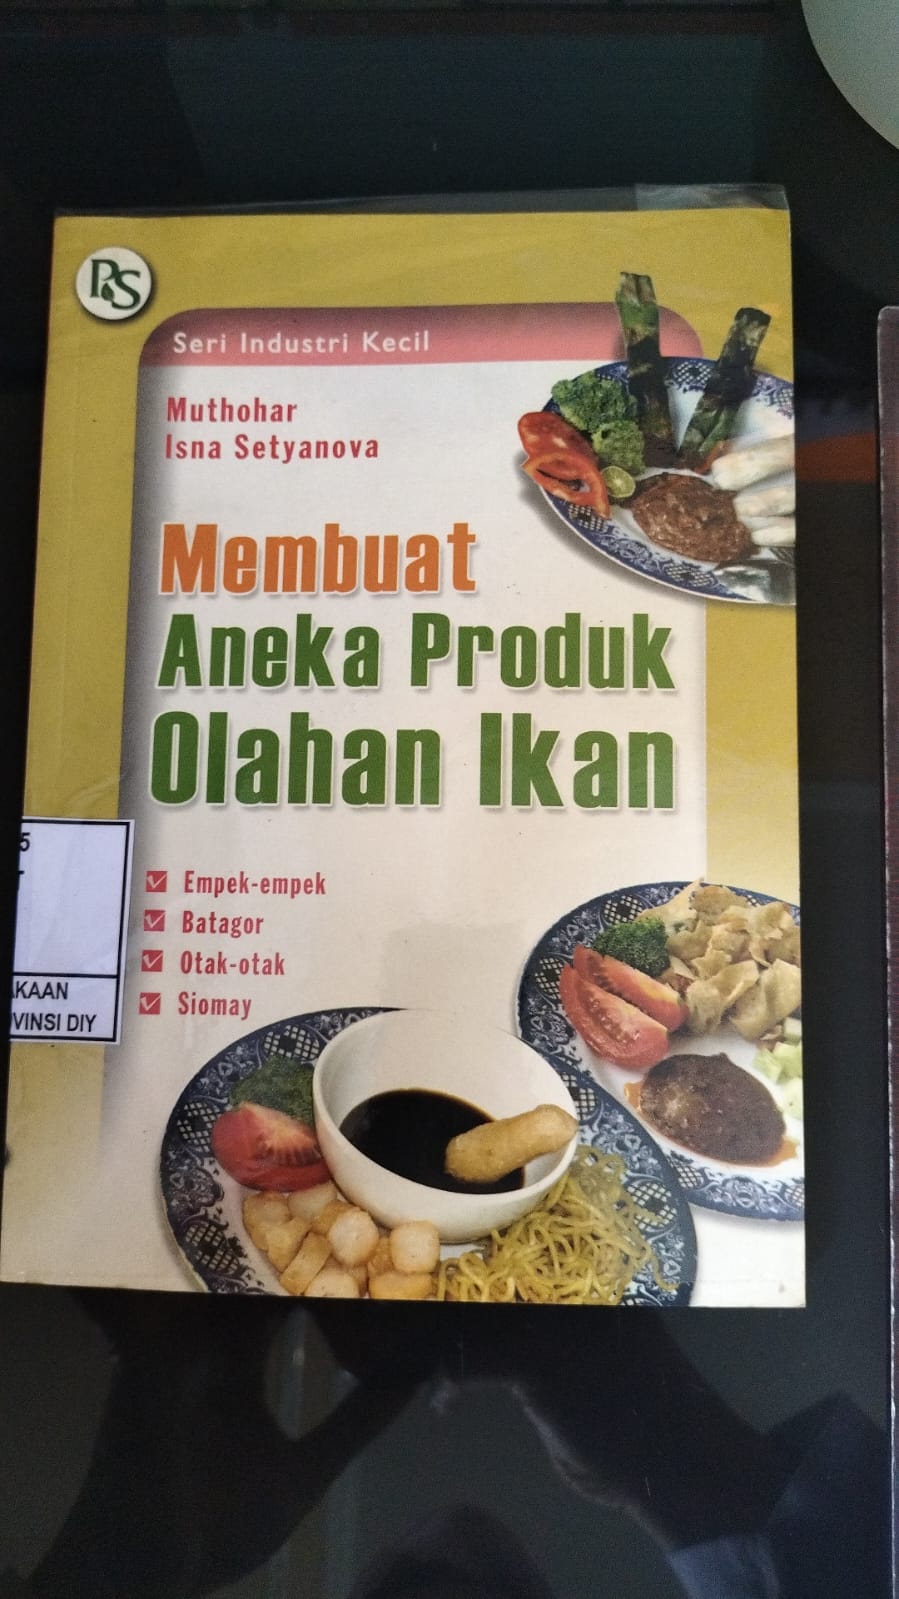 PS
Seri Industri Kecil
Muthohar
Isna Setyanova
Membuat
Aneka Produk
Olahan Ikan
Empek-empek
Batagor
Otak-otak
Siomay
5
AKAAN
VINSI DIY